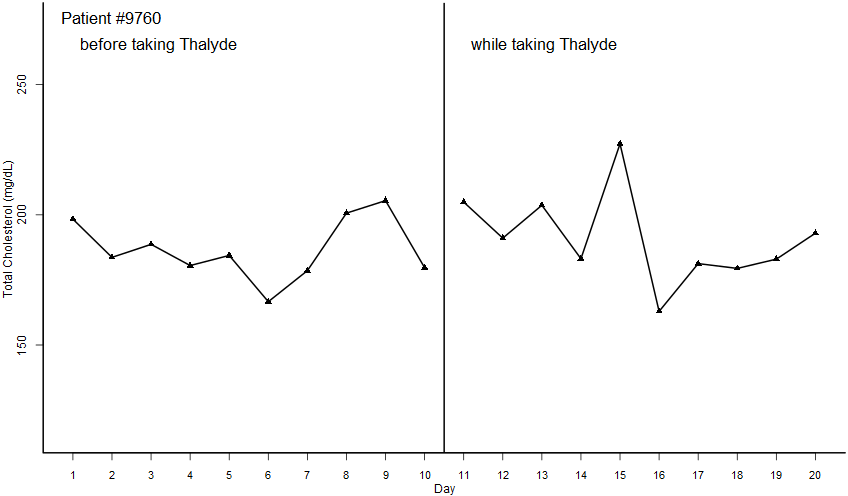 Patient #9760
before taking Thalyde
while taking Thalyde
250
200
150
Total Cholesterol (mg/dL)
1 2 3 4 5 6 7 8 9 10 11 12 13 14 15 16 17 18 19 20
Day